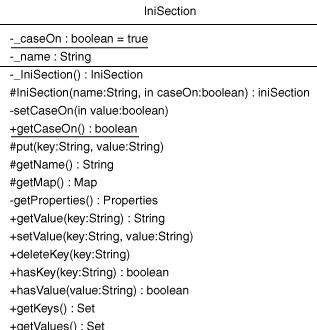 IniSection
-_caseOn : boolean = true
-_name : String
-_IniSection() : IniSection
#IniSection(name:String, in caseOn:boolean) : iniSection
-setCaseOn(in value:boolean)
+getCaseOn() : boolean
#put(key:String, value:String)
#getName() : String
#getMap() : Map
-getProperties() : Properties
+getValue(key:String) : String
+setValue(key:String, value:String)
+deleteKey(key:String)
+hasKey(key:String) : boolean
+hasValue(value:String) : boolean
+getKeys() : Set
+getValues() : Set